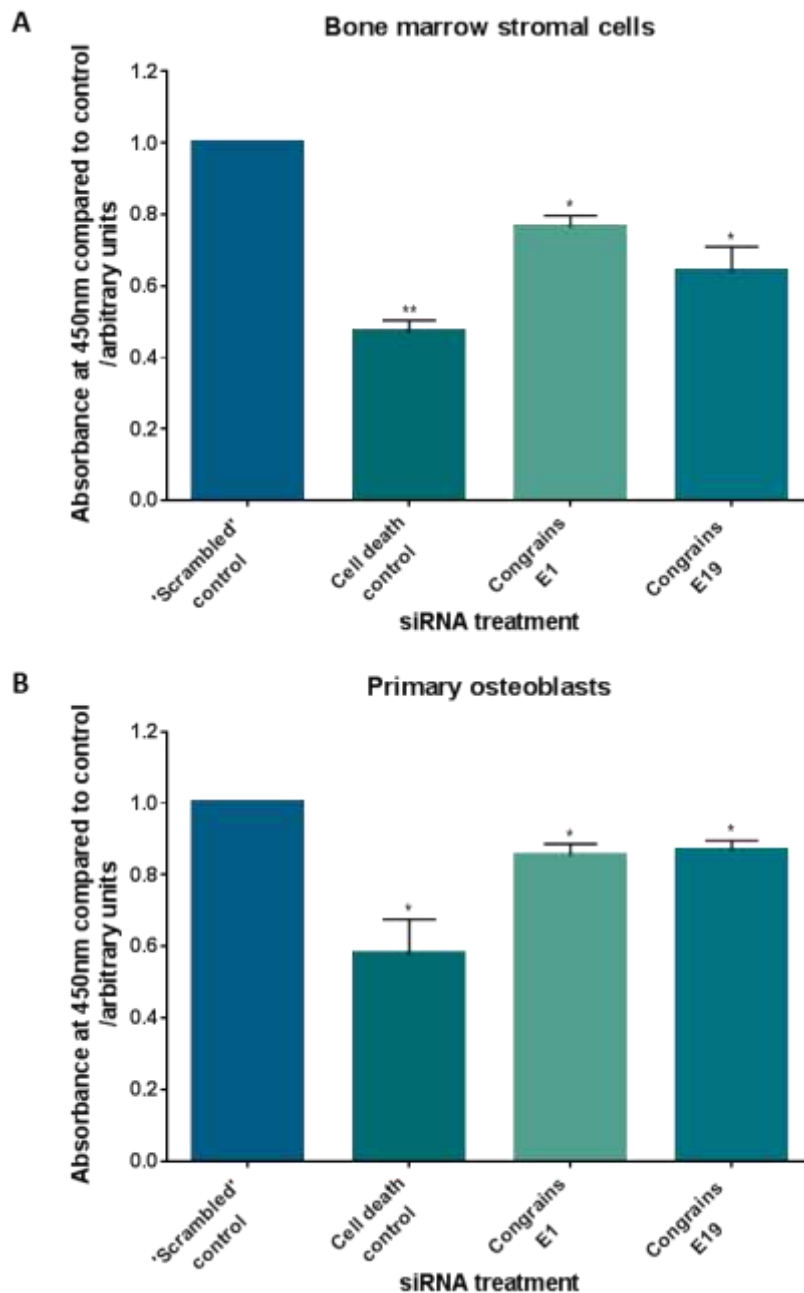 A
Bone marrow stromal cells
Absorbance at 450nm compared to control
/arbitrary units
1.2
1.0
0.8
0.6
0.4
0.2
0.0
**
*
*
'Scrambled'
control
Cell death
control
Congrains
E1
Congrains
E19
siRNA treatment
B
Primary osteoblasts
Absorbance at 450nm compared to control
/arbitrary units
1.2
1.0
0.8
0.6
0.4
0.2
0.0
*
*
*
'Scrambled'
control
Cell death
control
Congrains
E1
Congrains
E19
siRNA treatment